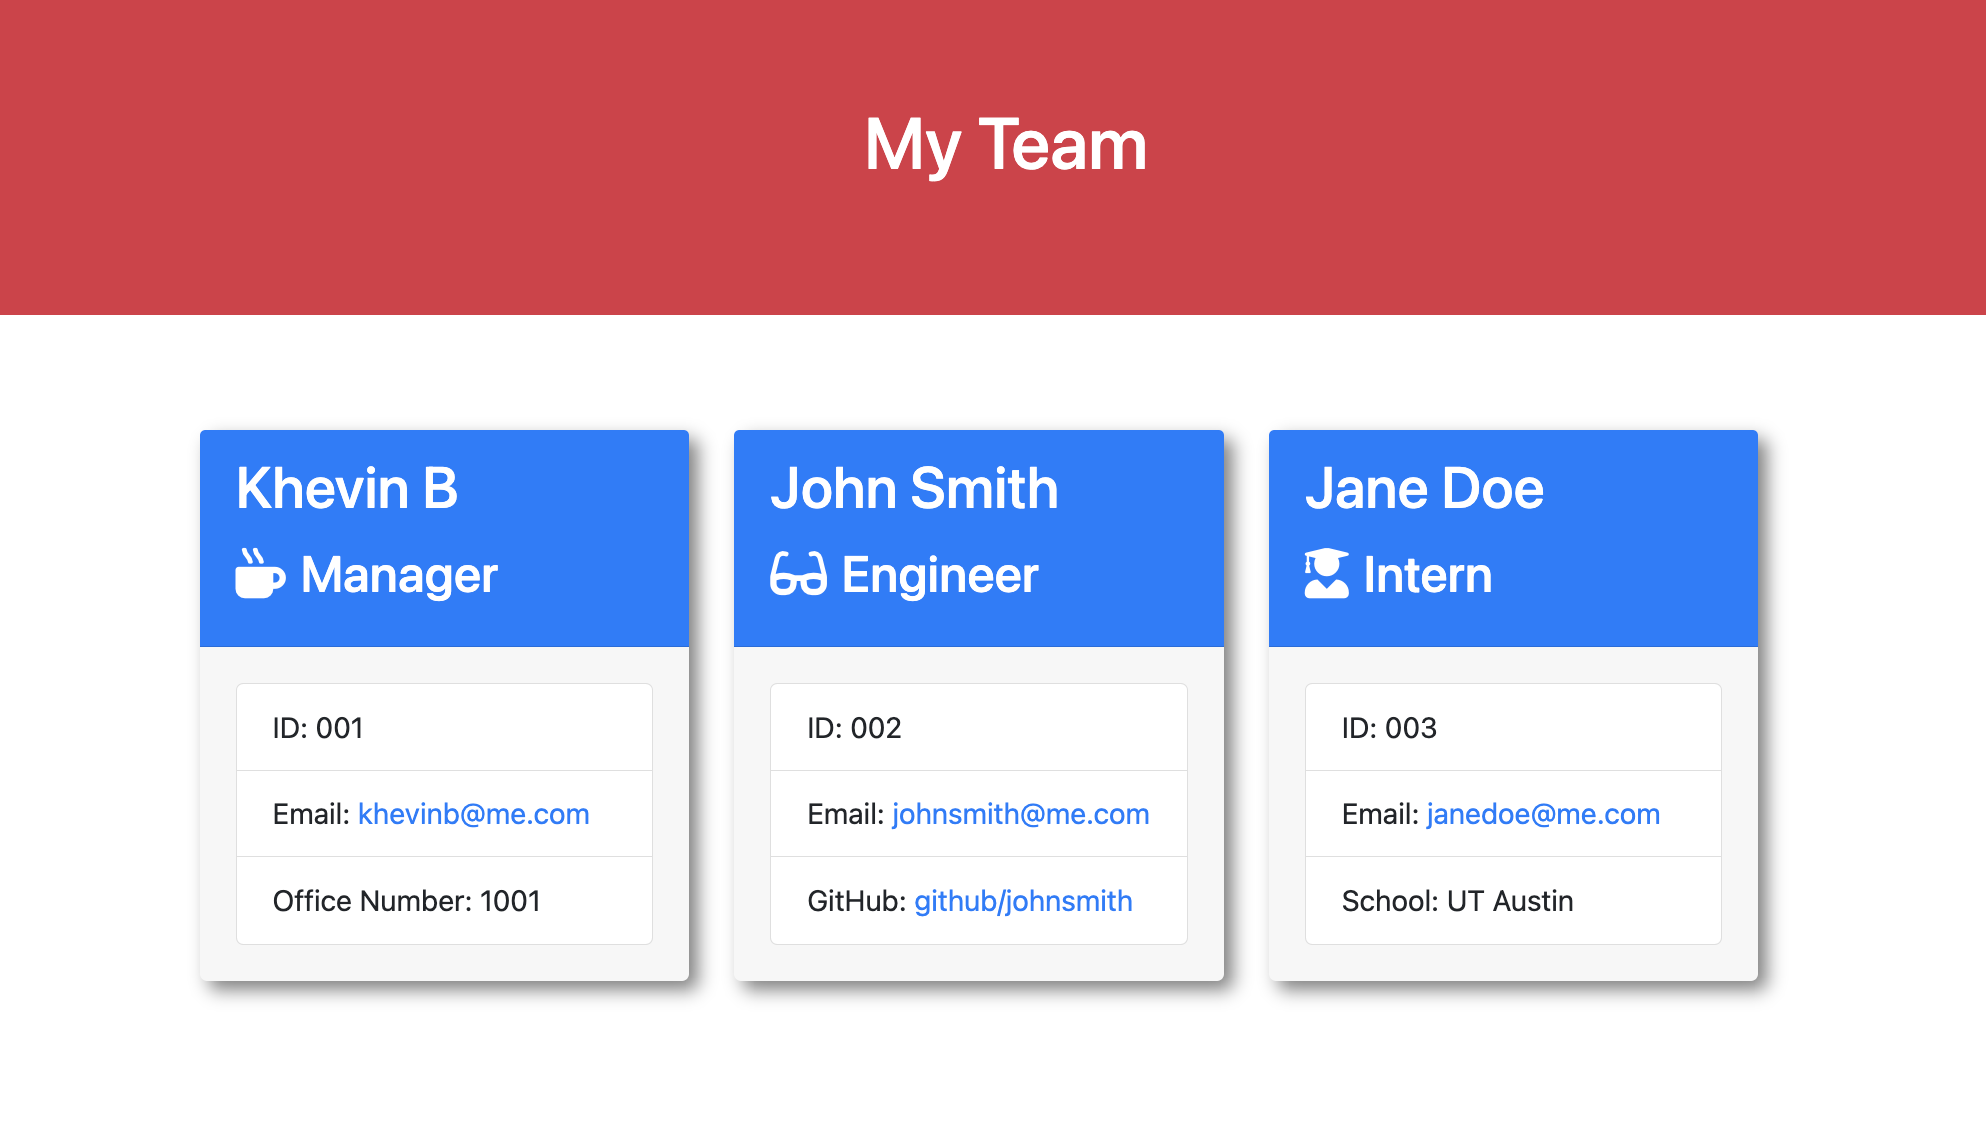 My Team
Khevin B
Manager
ID: 001
Email: khevinb@me.com
Office Number: 1001
John Smith
Engineer
ID: 002
Email: johnsmith@me.com
GitHub: github/johnsmith
Jane Doe
Intern
ID: 003
Email: janedoe@me.com
School: UT Austin